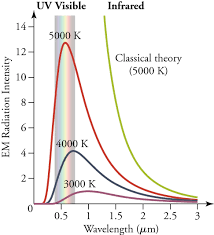 UV Visible Infrared
14
12
10
8
6
4
2
0
EM Radiation Intensity
5000 K
Classical theory
(5000 K)
4000 K
3000 K
0 0.5 1 1.5 2 2.5 3
Wavelength (µm)